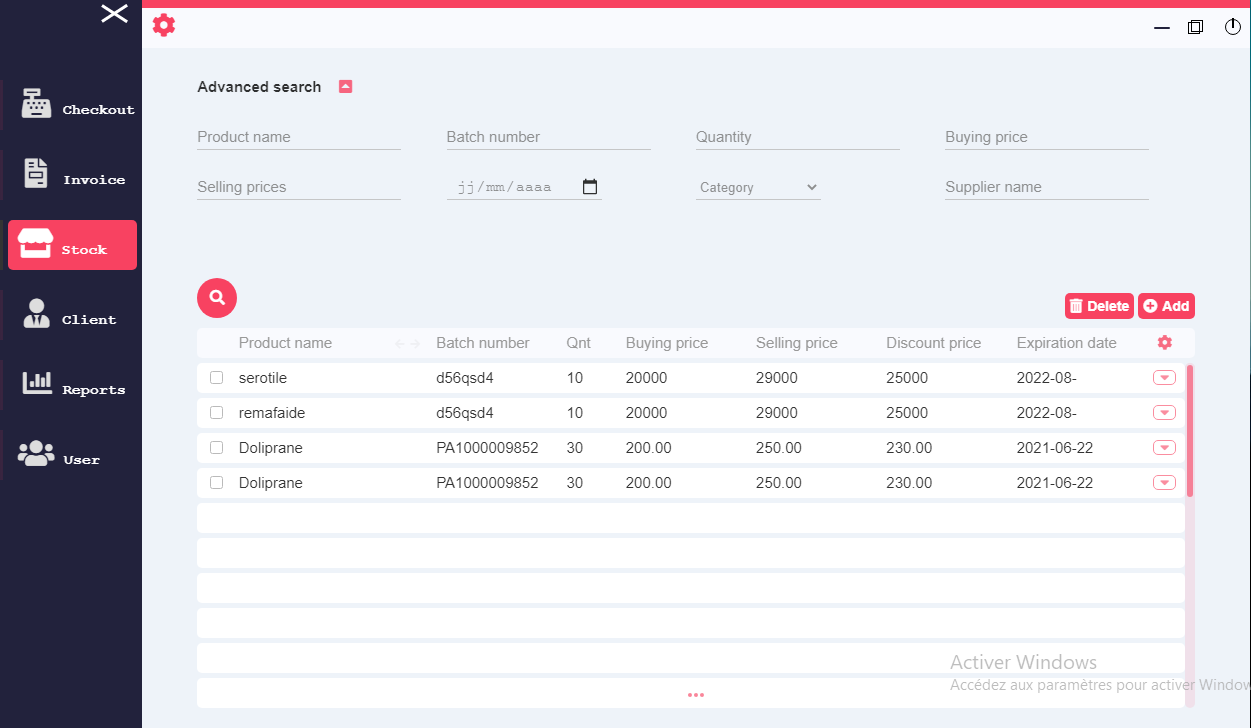 Checkout
Invoice
Stock
Client
Reports
User
Advanced search
Product name Batch number Quantity Buying price
Selling prices jj/mm/aaaa Category Supplier name
Delete Add
Product name Batch number Qnt Buying price Selling price Discount price Expiration date
serotile d56qsd4 10 20000 29000 25000 2022-08-
remafaide d56qsd4 10 20000 29000 25000 2022-08-
Doliprane PA1000009852 30 200.00 250.00 230.00 2021-06-22
Doliprane PA1000009852 30 200.00 250.00 230.00 2021-06-22
Activer Windows
Accédez aux paramètres pour activer Window